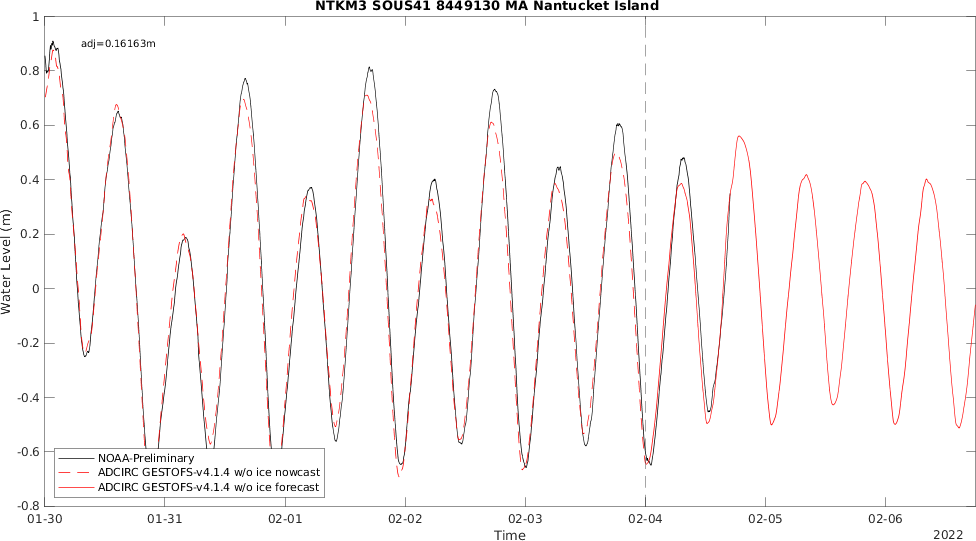 NTKM3 SOUS41 8449130 MA Nantucket Island
adj=0.16163m
1
0.8
0.6
0.4
0.2
0
-0.2
-0.4
-0.6
-0.8
Water Level (m)
NOAA-Preliminary
ADCIRC GESTOFS-v4.1.4 w/o ice nowcast
ADCIRC GESTOFS-v4.1.4 w/o ice forecast
01-30 01-31 02-01 02-02 02-03 02-04 02-05 02-06
Time
2022